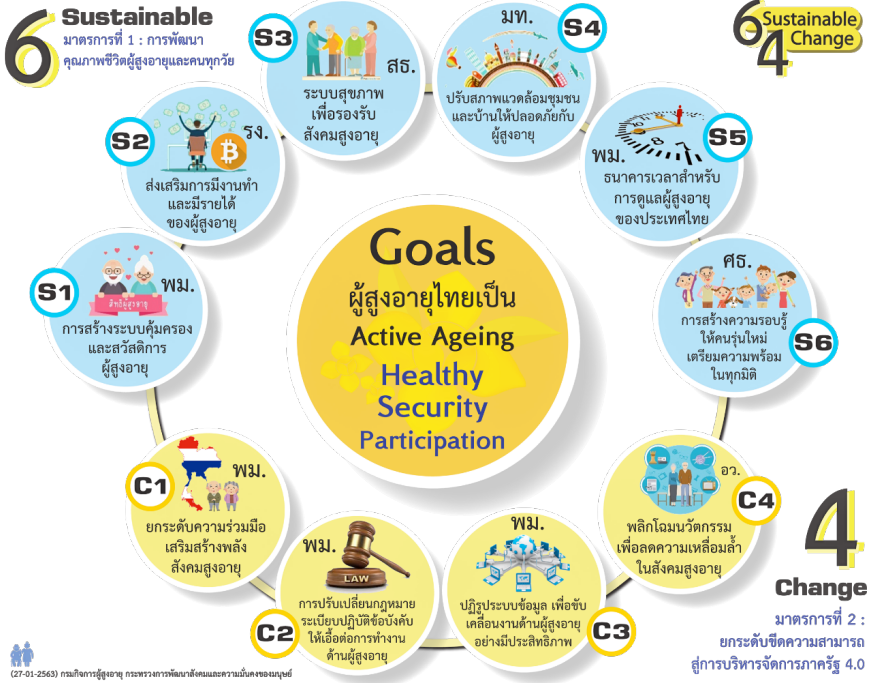 6 Sustainable
มาตรการที่ 1 : การพัฒนา
คุณภาพชีวิตผู้สูงอายุและคนทุกวัย
6 Sustainable
4 Change
S3
สธ.
ระบบสุขภาพ
เพื่อรองรับ
สังคมสูงอายุ
มท.
S4
ปรับสภาพแวดล้อมชุมชน
และบ้านให้ปลอดภัยกับ
ผู้สูงอายุ
S2
รง.
ส่งเสริมการมีงานทำ
และมีรายได้
ของผู้สูงอายุ
S5
พม.
ธนาคารเวลาสำหรับ
การดูแลผู้สูงอายุ
ของประเทศไทย
S1
พม.
สิทธิผู้สูงอายุ
การสร้างระบบคุ้มครอง
และสวัสดิการ
ผู้สูงอายุ
ศธ.
การสร้างความรอบรู้
ให้คนรุ่นใหม่
เตรียมความพร้อม
ในทุกมิติ
S6
Goals
ผู้สูงอายุไทยเป็น
Active Ageing
Healthy
Security
Participation
C1
พม.
ยกระดับความร่วมมือ
เสริมสร้างพลัง
สังคมสูงอายุ
พม.
LAW
การปรับเปลี่ยนกฎหมาย
ระเบียบปฏิบัติข้อบังคับ
ให้เอื้อต่อการทำงาน
ด้านผู้สูงอายุ
C2
พม.
ปฏิรูประบบข้อมูล เพื่อขับ
เคลื่อนงานด้านผู้สูงอายุ
อย่างมีประสิทธิภาพ
C3
อว.
C4
พลิกโฉมนวัตกรรม
เพื่อลดความเหลื่อมล้ำ
ในสังคมสูงอายุ
4
Change
มาตรการที่ 2 :
ยกระดับขีดความสามารถ
สู่การบริหารจัดการภาครัฐ 4.0
(27-01-2563) กรมกิจการผู้สูงอายุ กระทรวงการพัฒนาสังคมและความมั่นคงของมนุษย์